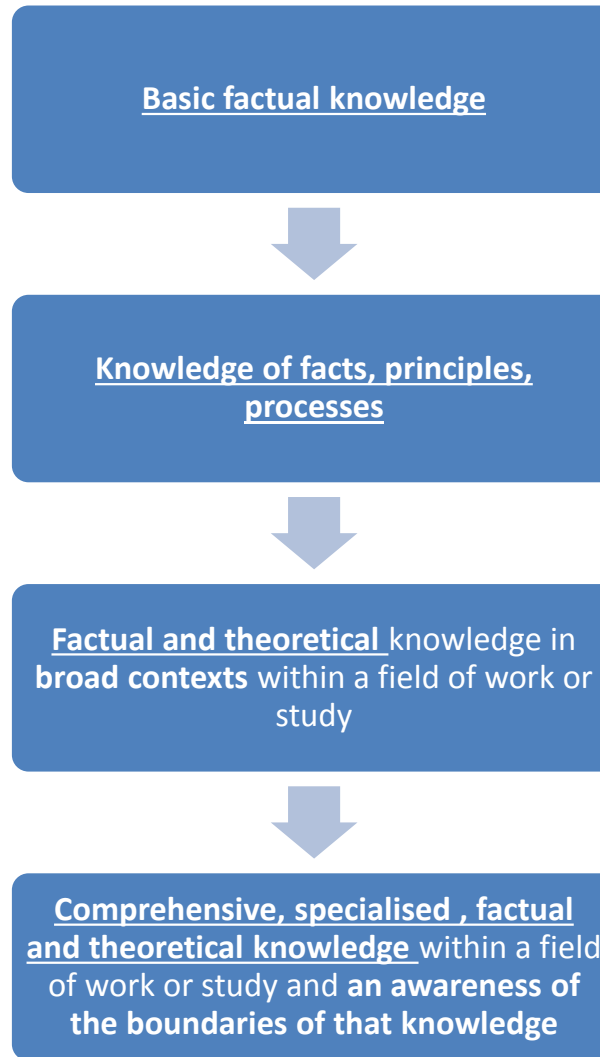 Basic factual knowledge
Knowledge of facts, principles,
processes
Factual and theoretical knowledge in
broad contexts within a field of work or
study
Comprehensive, specialised , factual
and theoretical knowledge within a field
of work or study and an awareness of
the boundaries of that knowledge